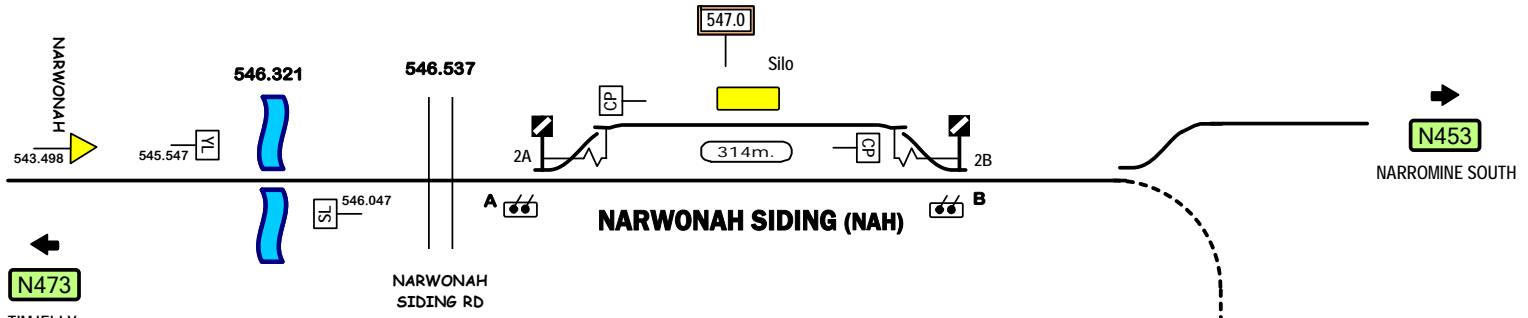 547.0
Silo
NARWONAH
546.321
546.537
CP
543.498
545.547
YL
2A
314m.
CP
2B
N453
NARROMINE SOUTH
SL
546.047
A
B
NARWONAH SIDING (NAH)
N473
NARWONAH
SIDING RD